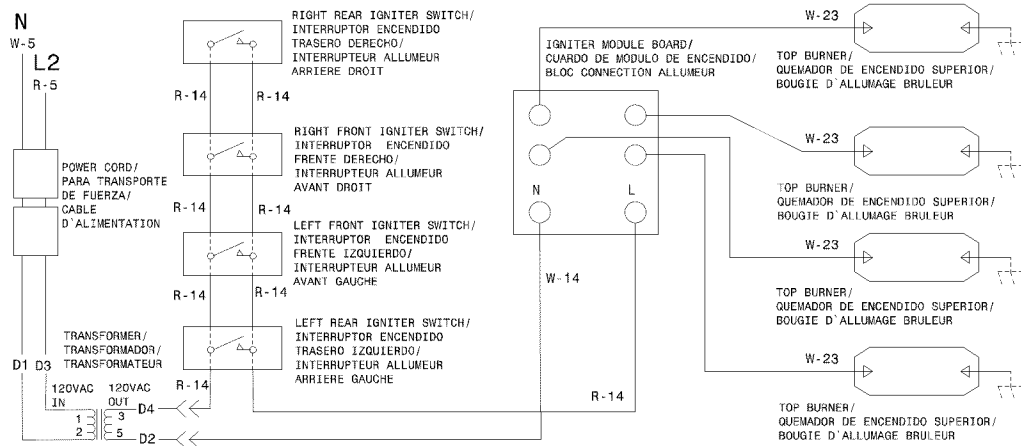 N
W-5
L2
R-5
POWER CORD/
PARA TRANSPORTE
DE FUERZA/
CABLE
D`ALIMENTATION
TRANSFORMER/
TRANSFORMADOR/
TRANSFORMATEUR
D1 D3
120VAC
IN
120VAC
OUT
1
2
3
5
D4
D2
RIGHT REAR IGNITER SWITCH/
INTERRUPTOR ENCENDIDO
TRASERO DERECHO/
INTERRUPTEUR ALLUMEUR
ARRIERE DROIT
R-14
R-14
RIGHT FRONT IGNITER SWITCH/
INTERRUPTOR ENCENDIDO
FRENTE DERECHO/
INTERRUPTEUR ALLUMEUR
AVANT DROIT
R-14
R-14
LEFT FRONT IGNITER SWITCH/
INTERRUPTOR ENCENDIDO
FRENTE IZQUIERDO/
INTERRUPTEUR ALLUMEUR
AVANT GAUCHE
R-14
R-14
LEFT REAR IGNITER SWITCH/
INTERRUPTOR ENCENDIDO
TRASERO IZQUIERDO/
INTERRUPTEUR ALLUMEUR
ARRIERE GAUCHE
R-14
IGNITER MODULE BOARD/
CUARDO DE MODULO DE ENCENDIDO/
BLOC CONNECTION ALLUMEUR
N
L
W-14
R-14
W-23
TOP BURNER/
QUEMADOR DE ENCENDIDO SUPERIOR/
BOUGIE D`ALLUMAGE BRULEUR
W-23
TOP BURNER/
QUEMADOR DE ENCENDIDO SUPERIOR/
BOUGIE D`ALLUMAGE BRULEUR
W-23
TOP BURNER/
QUEMADOR DE ENCENDIDO SUPERIOR/
BOUGIE D`ALLUMAGE BRULEUR
W-23
TOP BURNER/
QUEMADOR DE ENCENDIDO SUPERIOR/
BOUGIE D`ALLUMAGE BRULEUR